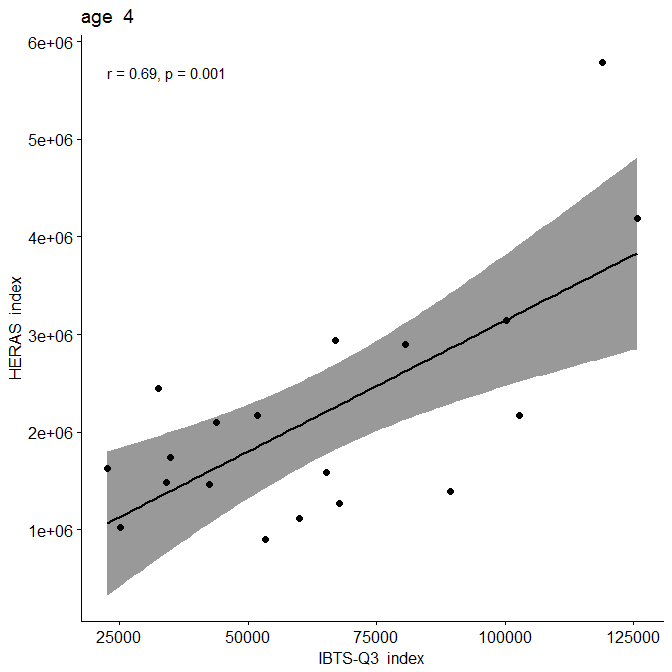 age 4
6e+06
r = 0.69, p = 0.001
5e+06
4e+06
3e+06
2e+06
1e+06
HERAS index
25000 50000 75000 100000 125000
IBTS-Q3 index